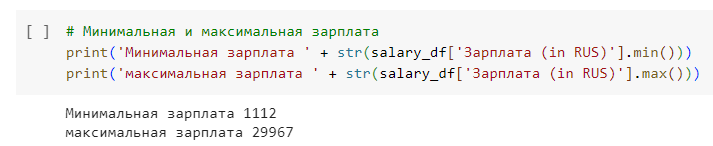 [ ] # Минимальная и максимальная зарплата
print('Минимальная зарплата ' + str(salary_df['Зарплата (in RUS)'].min()))
print('максимальная зарплата ' + str(salary_df['Зарплата (in RUS)'].max()))
Минимальная зарплата 1112
максимальная зарплата 29967